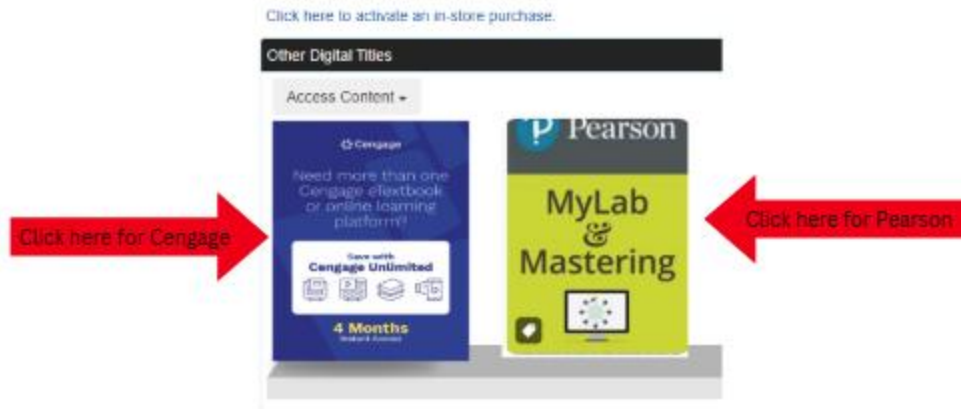 Click here to activate an in-store purchase.
Other Digital Titles
Access Content
Cengage
Need more than one
Cengage eTextbook
or online learning
platform?
Save with
Cengage Unlimited
4 Months
Instant Access
Click here for Cengage
Pearson
MyLab
&
Mastering
Click here for Pearson